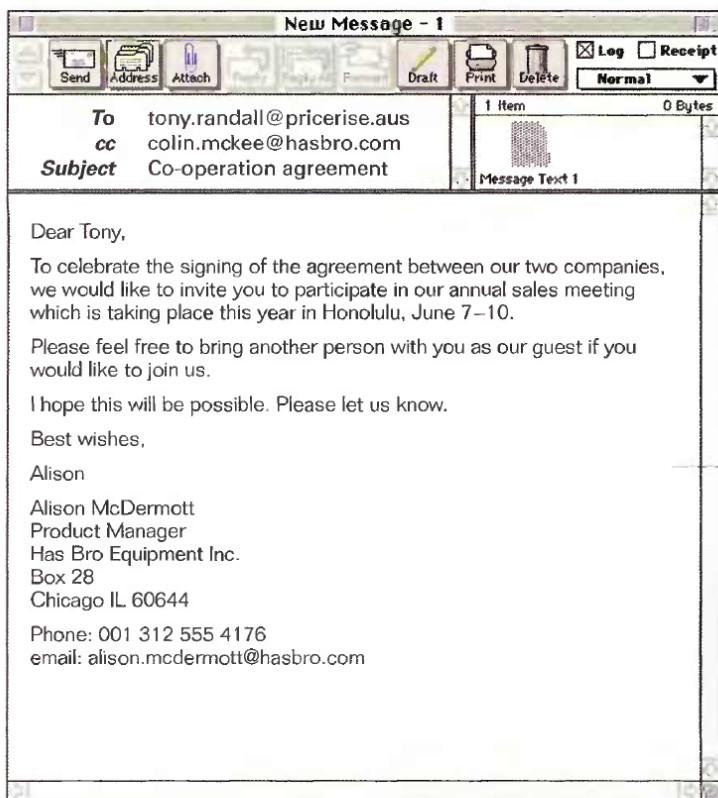 New Message - 1
Send Address Attach Reply Reply All Forward Draft Print Delete
Log Receipt
Normal
To tony.randall@pricerise.aus
cc colin.mckee@hasbro.com
Subject Co-operation agreement
1 Item 0 Bytes
Message Text 1
Dear Tony,
To celebrate the signing of the agreement between our two companies,
we would like to invite you to participate in our annual sales meeting
which is taking place this year in Honolulu, June 7–10.
Please feel free to bring another person with you as our guest if you
would like to join us.
I hope this will be possible. Please let us know.
Best wishes,
Alison
Alison McDermott
Product Manager
Has Bro Equipment Inc.
Box 28
Chicago IL 60644
Phone: 001 312 555 4176
email: alison.mcdermott@hasbro.com